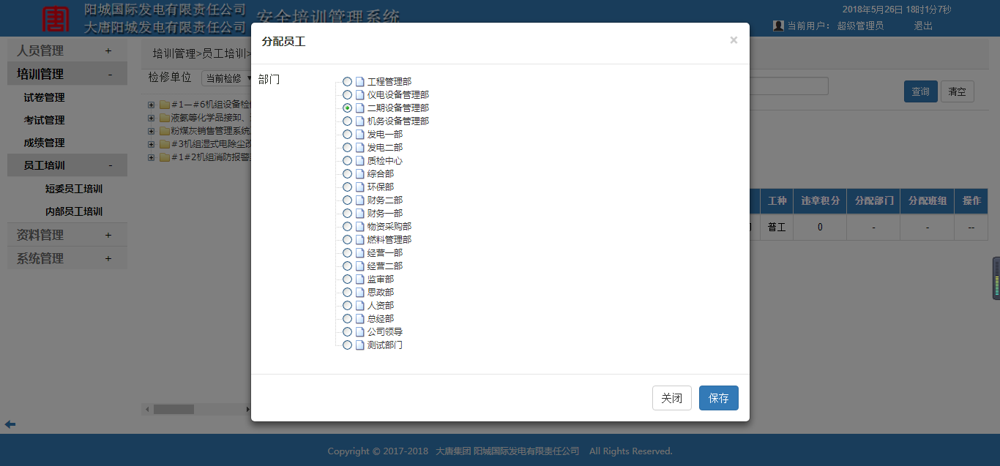 阳城国际发电有限责任公司
大唐阳城发电有限责任公司
安全培训管理系统
2018年5月26日 18时1分7秒
当前用户： 超级管理员 退出
人员管理 +
培训管理 -
试卷管理
考试管理
成绩管理
员工培训 -
短委员工培训
内部员工培训
资料管理 +
系统管理 +
培训管理>员工培训>
检修单位 当前检修
#1—#6机组设备检
液氨等化学品接卸、
粉煤灰销售管理系统
#3机组湿式电除尘改
#1#2机组消防报警
分配员工 ×
部门
工程管理部
仪电设备管理部
二期设备管理部
机务设备管理部
发电一部
发电二部
质检中心
综合部
环保部
财务二部
财务一部
物资采购部
燃料管理部
经营一部
经营二部
监审部
思政部
人资部
总经部
公司领导
测试部门
关闭 保存
查询 清空
工种 违章积分 分配部门 分配班组 操作
普工 0 - - --
Copyright © 2017-2018 大唐集团 阳城国际发电有限责任公司 All Rights Reserved.